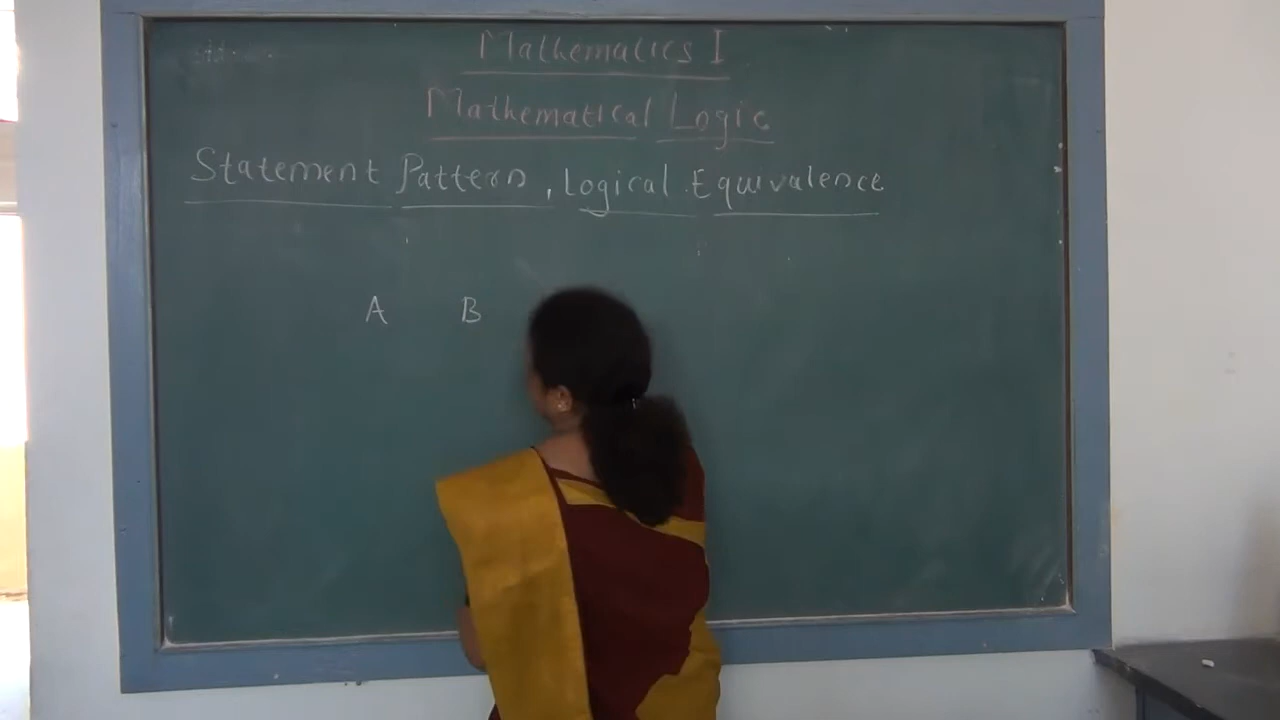 Mathematics I
Mathematical Logic
Statement Pattern, Logical Equivalence
A B